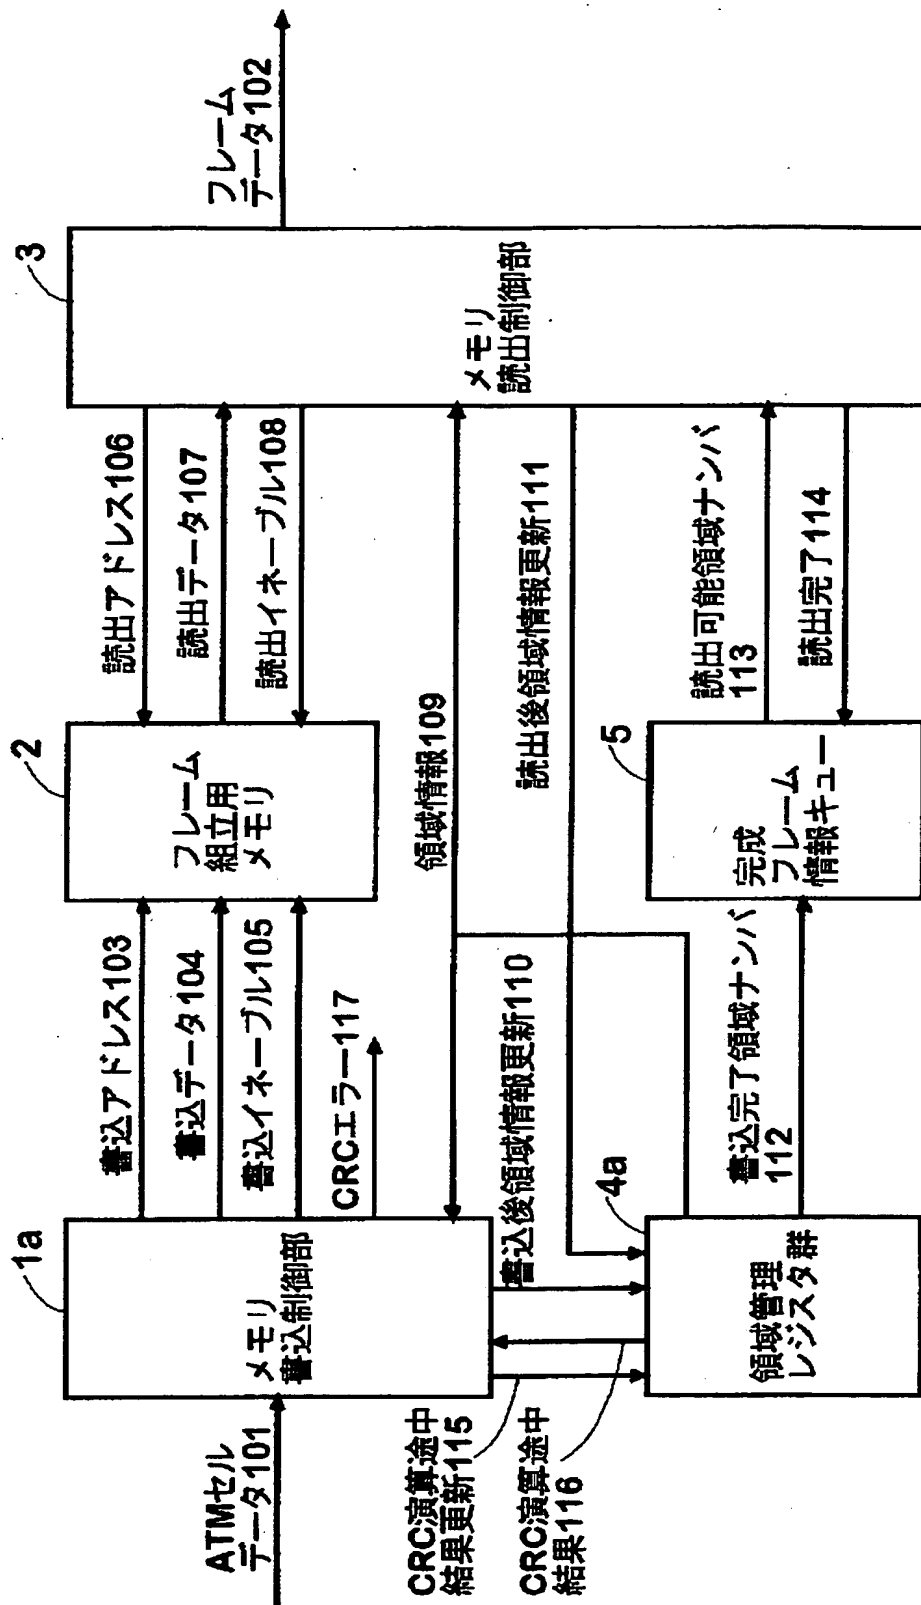 ATMセル
データ101
1a
メモリ
書込制御部
書込アドレス103
書込データ104
書込イネーブル105
CRCエラー117
2
フレーム
組立用
メモリ
読出アドレス106
読出データ107
読出イネーブル108
3
メモリ
読出制御部
フレーム
データ102
領域情報109
書込後領域情報更新110
読出後領域情報更新111
CRC演算途中
結果更新115
CRC演算途中
結果116
4a
領域管理
レジスタ群
書込完了領域ナンバ
112
5
完成
フレーム
情報キュー
読出可能領域ナンバ
113
読出完了114